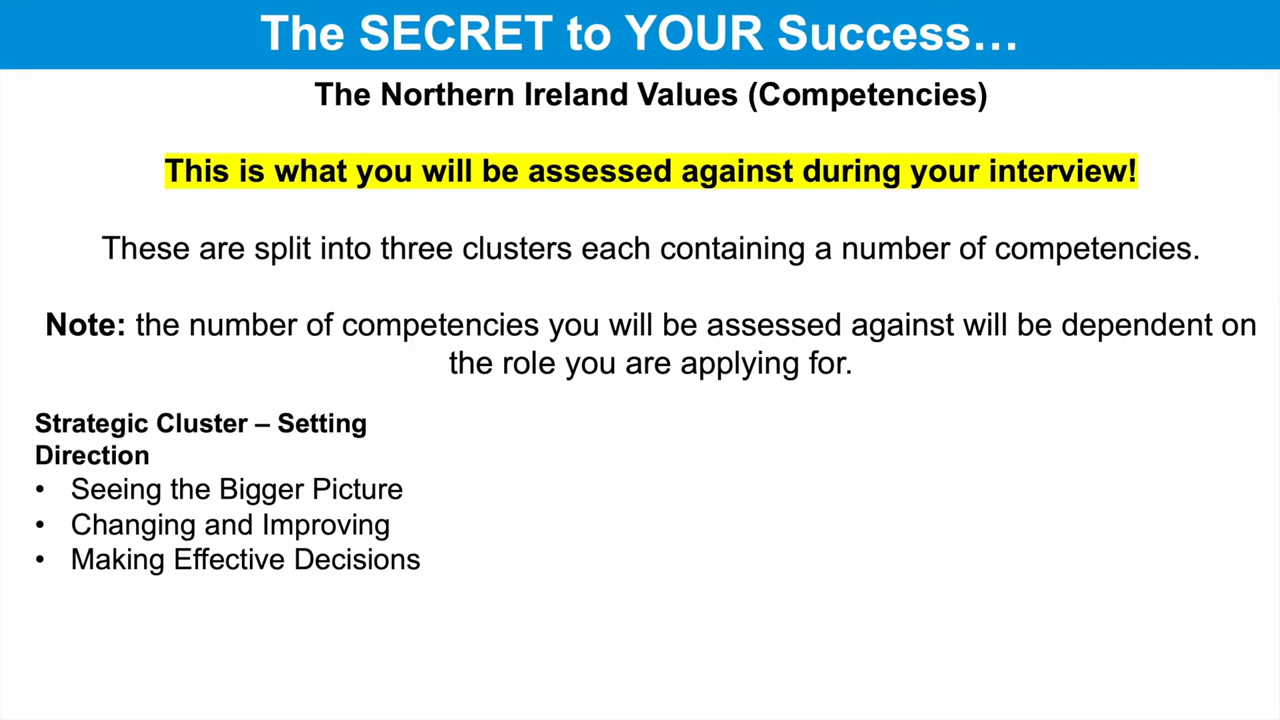 The SECRET to YOUR Success…
The Northern Ireland Values (Competencies)
This is what you will be assessed against during your interview!
These are split into three clusters each containing a number of competencies.
Note: the number of competencies you will be assessed against will be dependent on
the role you are applying for.
Strategic Cluster – Setting
Direction
• Seeing the Bigger Picture
• Changing and Improving
• Making Effective Decisions